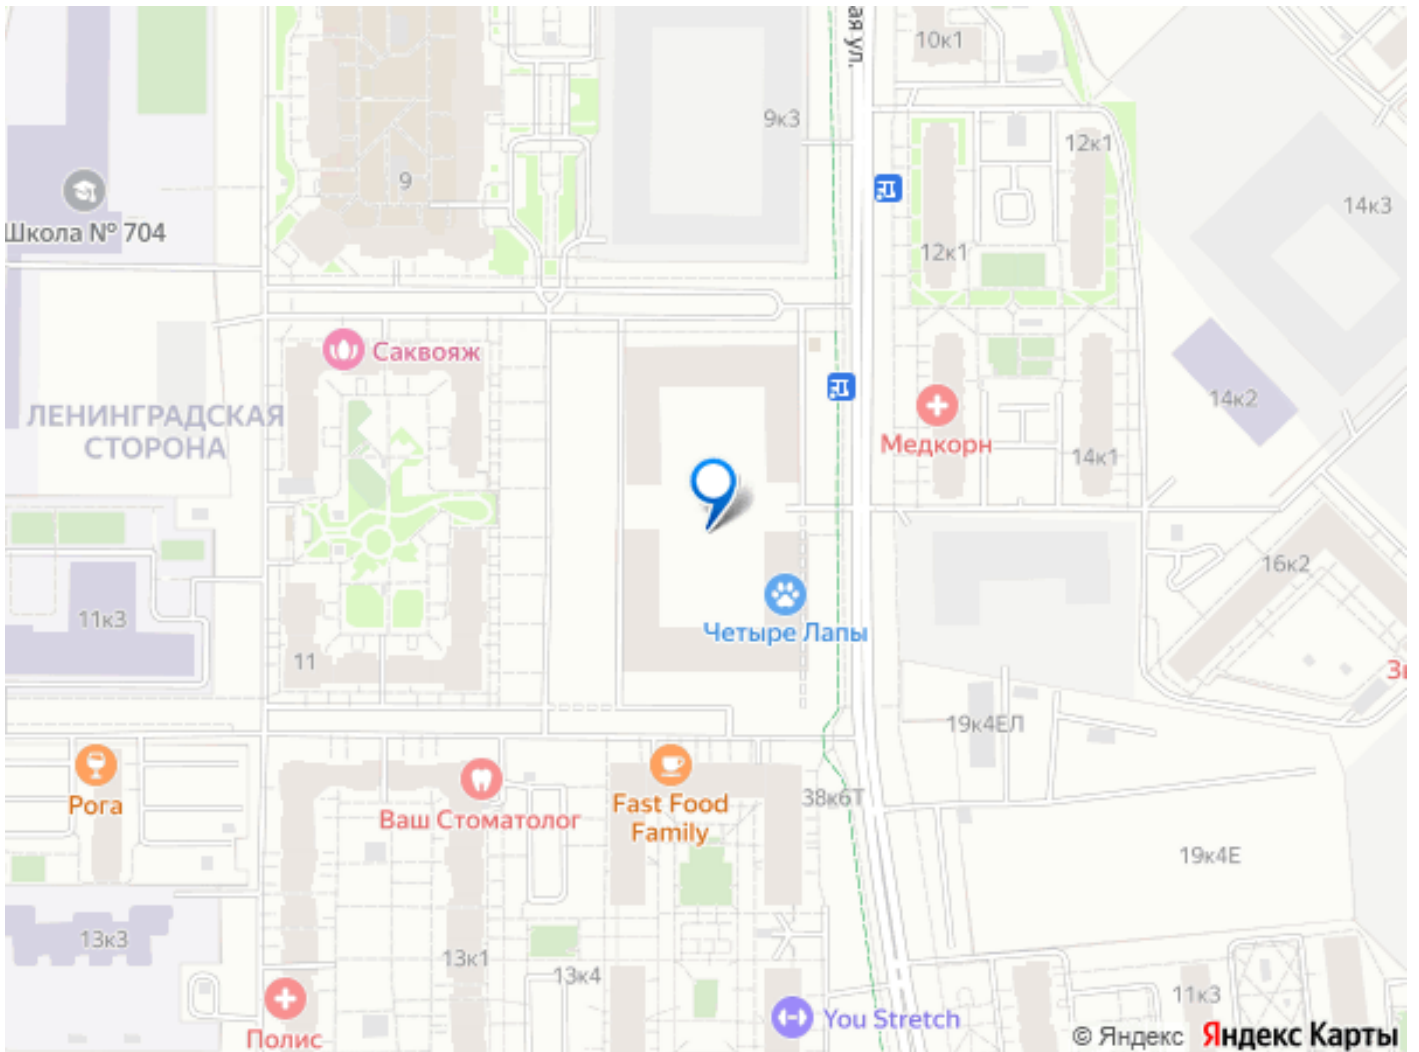 ая ул.
10к1
9к3
12к1
9
14к3
Школа № 704
12к1
Саквояж
14к2
ЛЕНИНГРАДСКАЯ
СТОРОНА
Медкорн
14к1
16к2
11к3
Четыре Лапы
11
Зв
19к4ЕЛ
Рога
Ваш Стоматолог
Fast Food
Family
38к6Т
19к4Е
13к3
13к1
13к4
11к3
Полис
You Stretch
© Яндекс Яндекс Карты